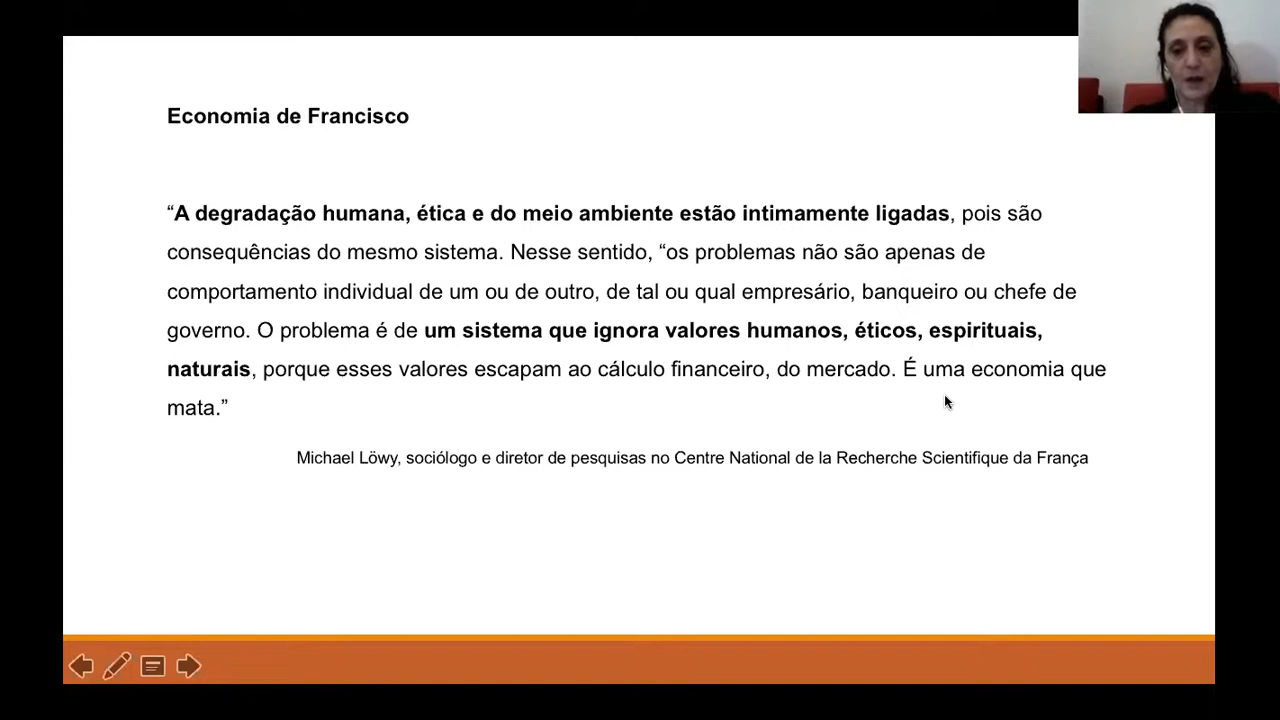 Economia de Francisco
“A degradação humana, ética e do meio ambiente estão intimamente ligadas, pois são
consequências do mesmo sistema. Nesse sentido, “os problemas não são apenas de
comportamento individual de um ou de outro, de tal ou qual empresário, banqueiro ou chefe de
governo. O problema é de um sistema que ignora valores humanos, éticos, espirituais,
naturais, porque esses valores escapam ao cálculo financeiro, do mercado. É uma economia que
mata.”
Michael Löwy, sociólogo e diretor de pesquisas no Centre National de la Recherche Scientifique da França